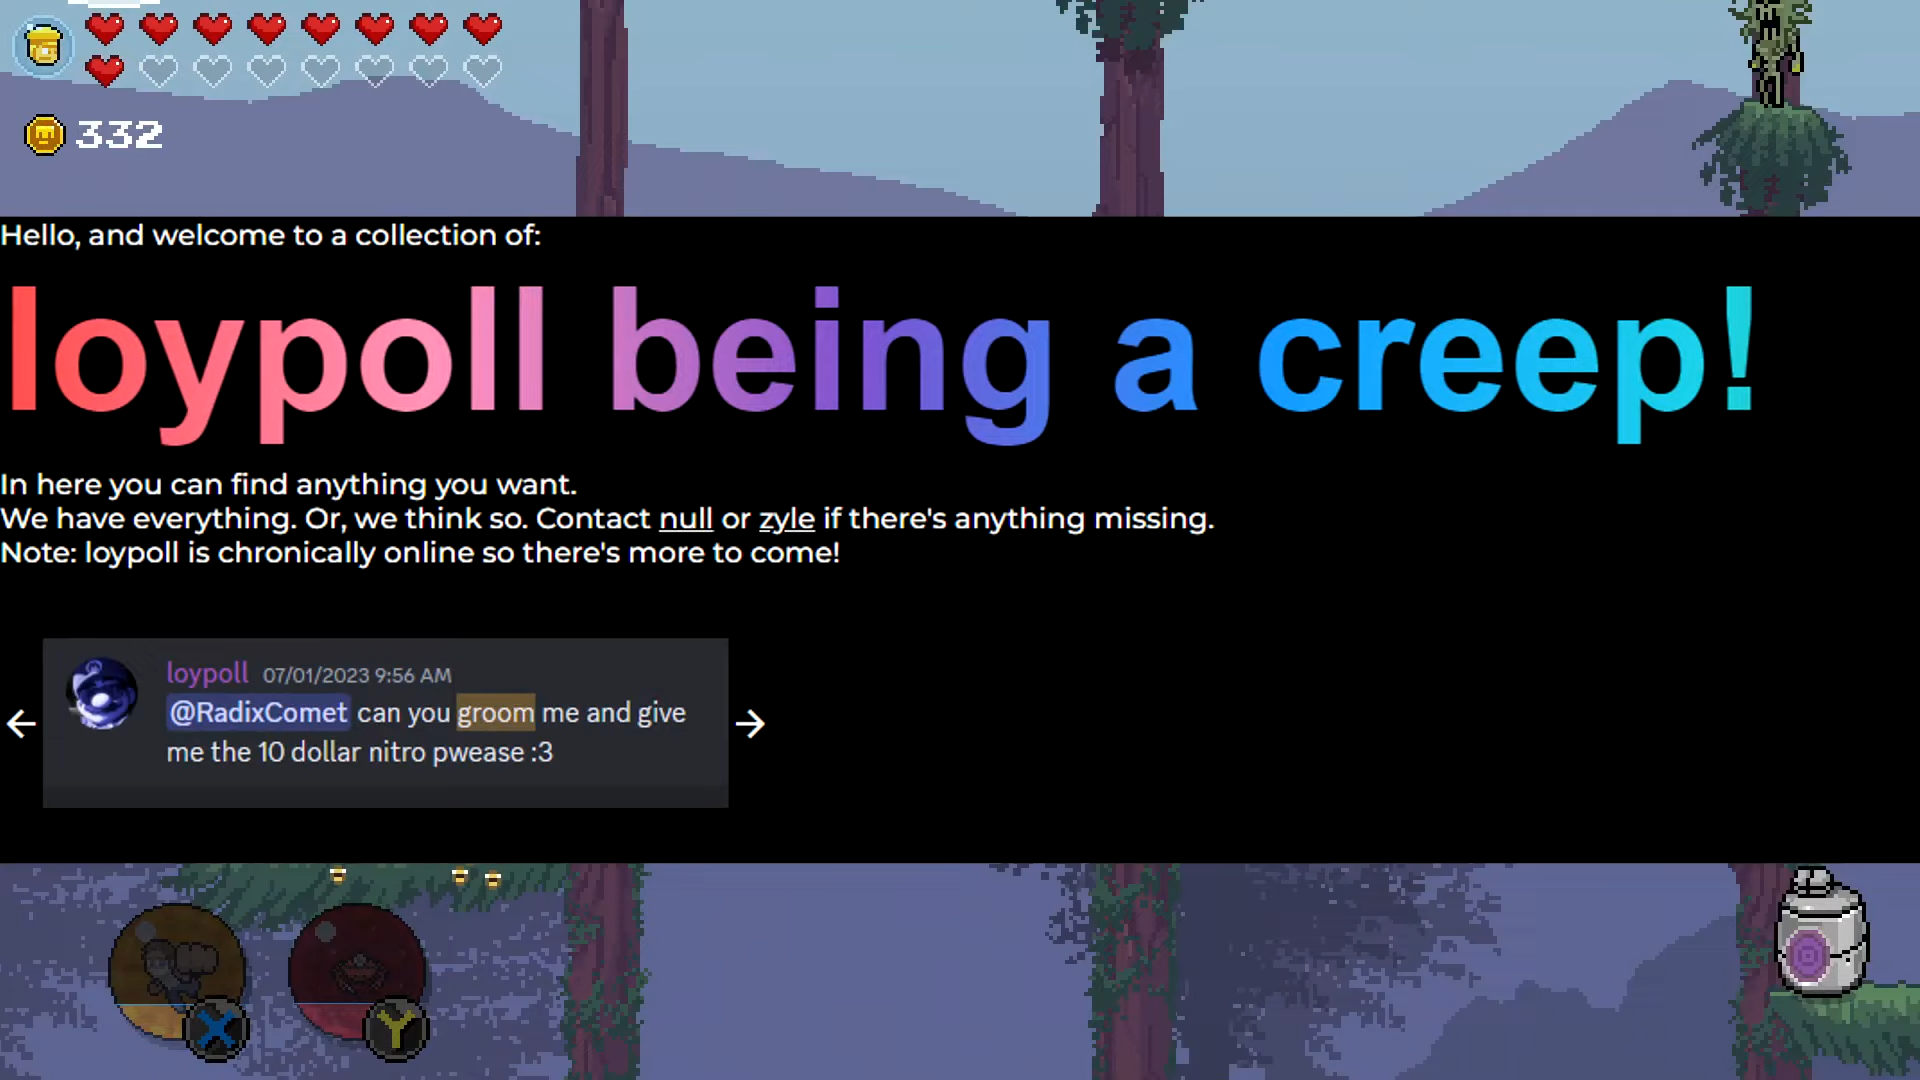 332
Hello, and welcome to a collection of:
loypoll being a creep!
In here you can find anything you want.
We have everything. Or, we think so. Contact null or zyle if there's anything missing.
Note: loypoll is chronically online so there's more to come!
loypoll 07/01/2023 9:56 AM
@RadixComet can you groom me and give
me the 10 dollar nitro pwease :3
X
Y